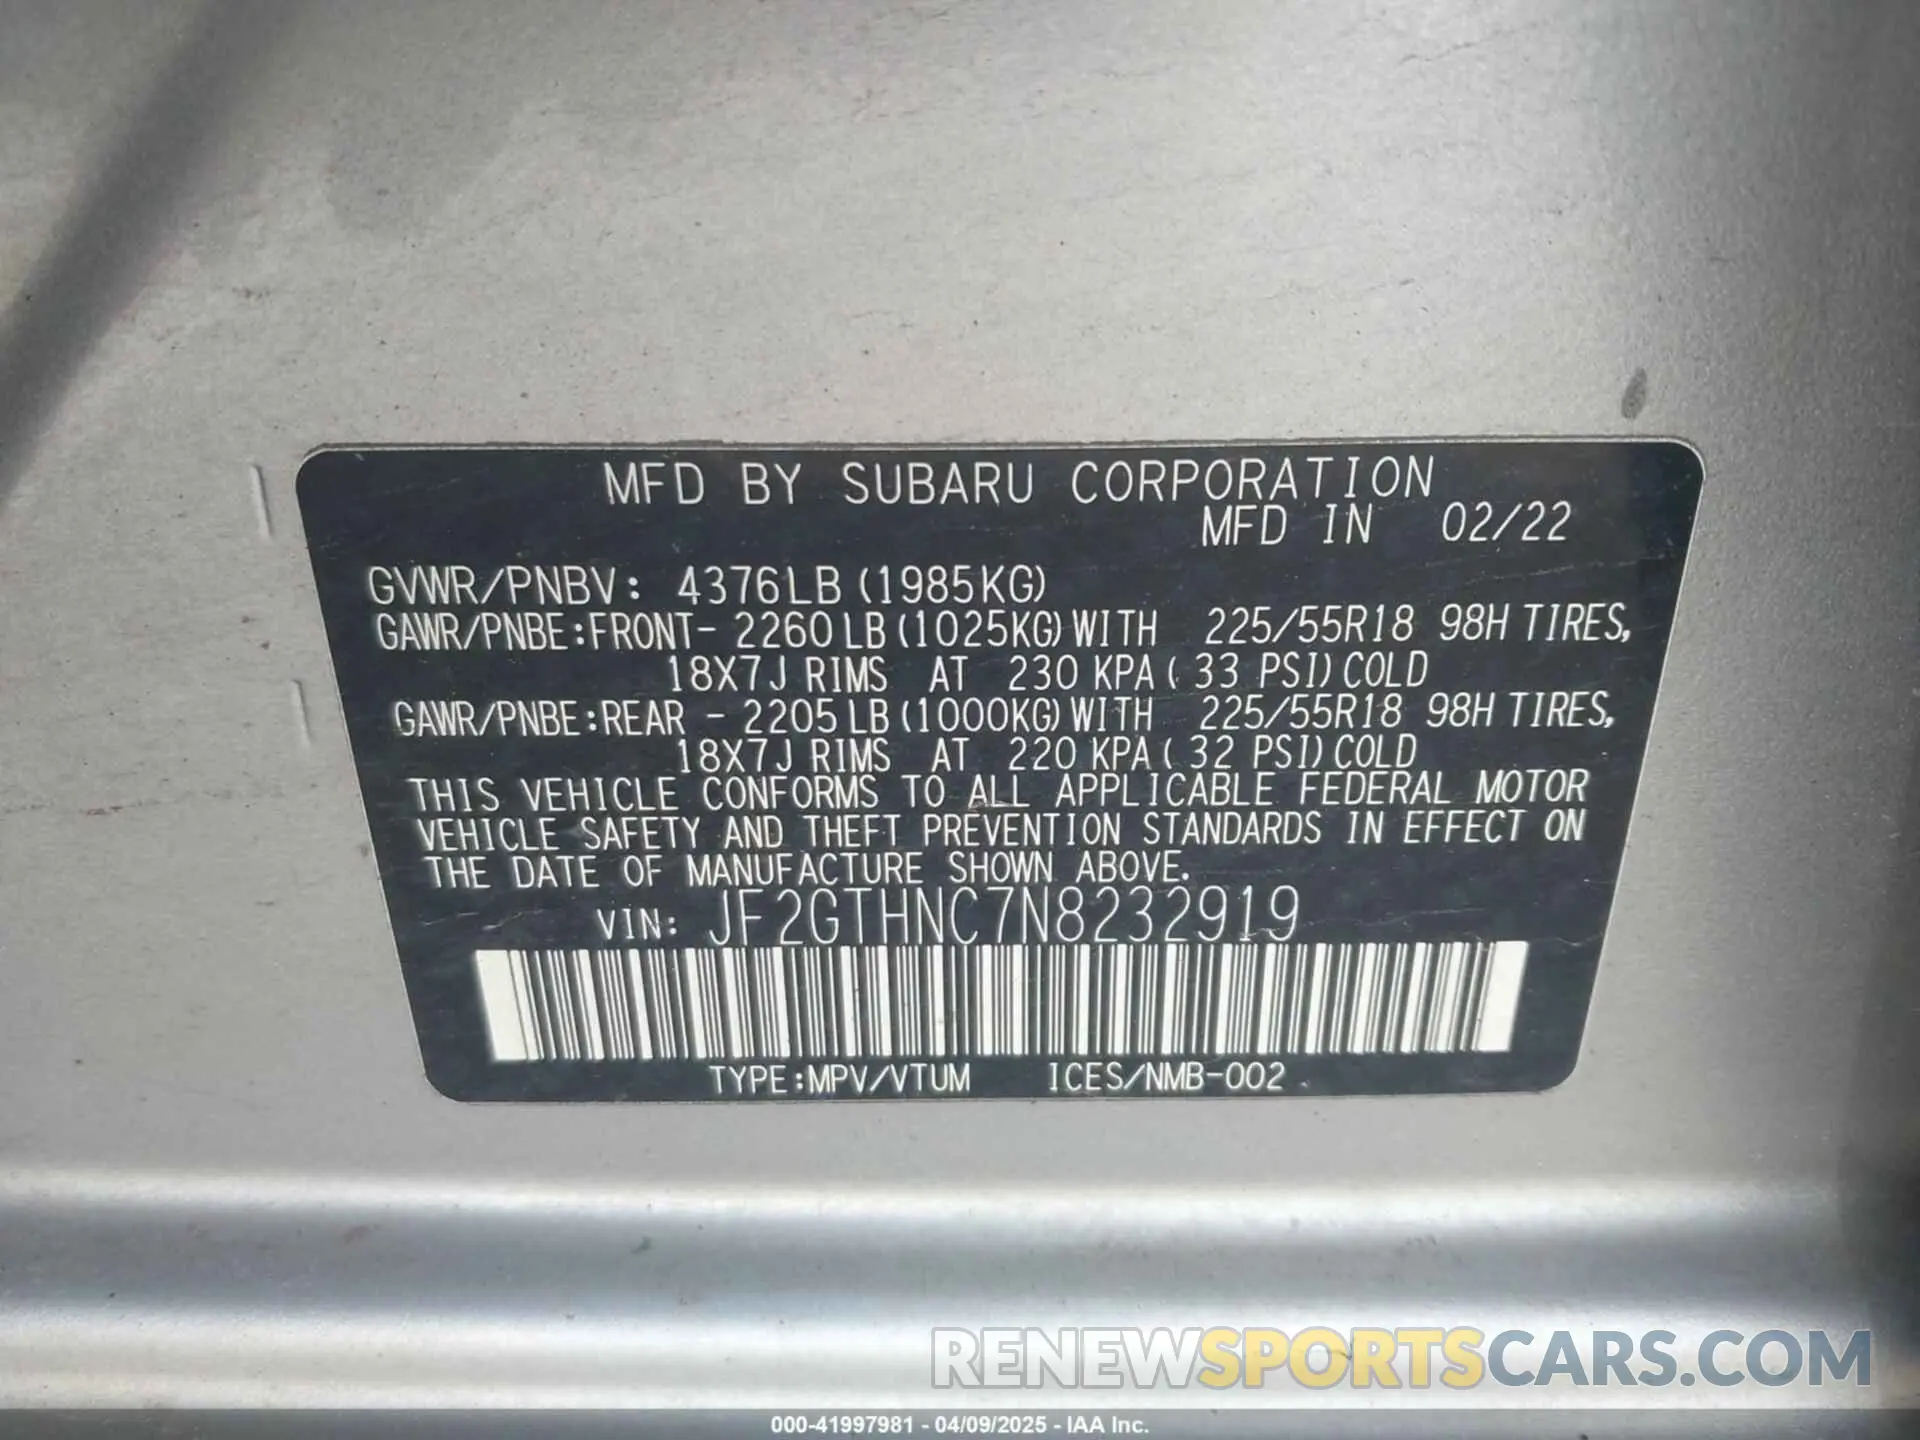 MFD BY SUBARU CORPORATION
MFD IN 02/22
GVWR/PNBV: 4376LB (1985KG)
GAWR/PNBE:FRONT- 2260 LB (1025KG) WITH 225/55R18 98H TIRES,
18X7J RIMS AT 230 KPA ( 33 PSI) COLD
GAWR/PNBE:REAR - 2205 LB (1000KG) WITH 225/55R18 98H TIRES,
18X7J RIMS AT 220 KPA ( 32 PSI) COLD
THIS VEHICLE CONFORMS TO ALL APPLICABLE FEDERAL MOTOR
VEHICLE SAFETY AND THEFT PREVENTION STANDARDS IN EFFECT ON
THE DATE OF MANUFACTURE SHOWN ABOVE.
VIN: JF2GTHNC7N8232919
TYPE:MPV/VTUM ICES/NMB-002
RENEWSPORTSCARS.COM
000-41997981 - 04/09/2025 - IAA Inc.